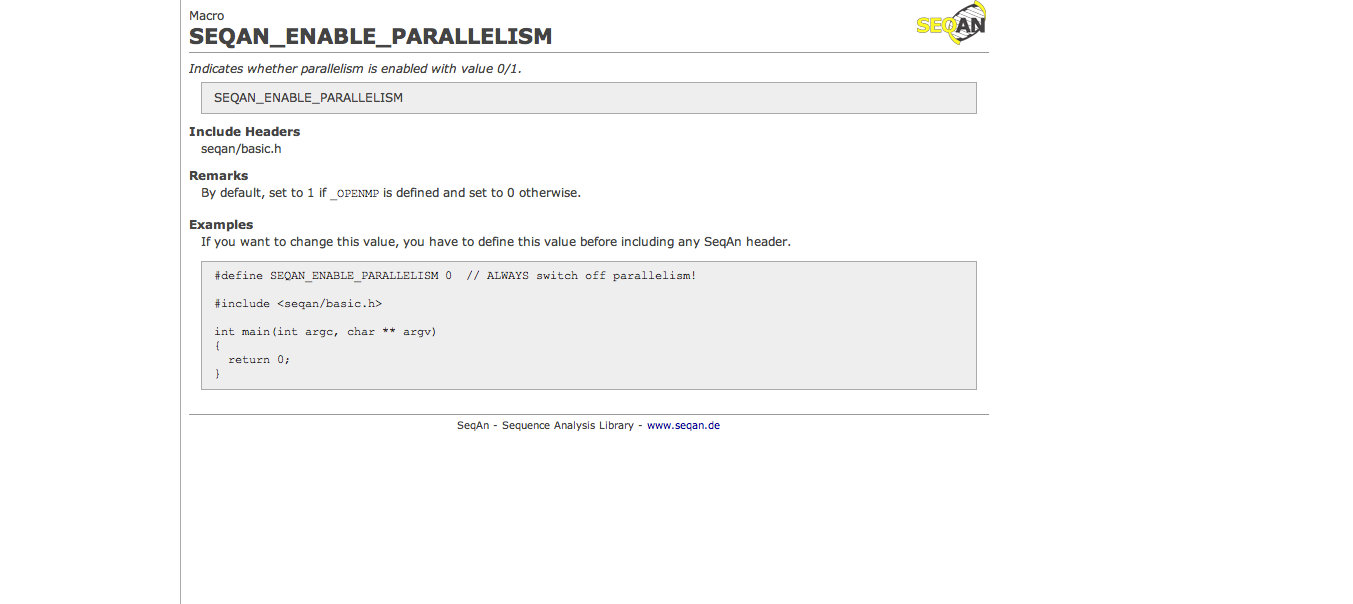 Macro
SEQAN
SEQAN_ENABLE_PARALLELISM
Indicates whether parallelism is enabled with value 0/1.
SEQAN_ENABLE_PARALLELISM
Include Headers
seqan/basic.h
Remarks
By default, set to 1 if _OPENMP is defined and set to 0 otherwise.
Examples
If you want to change this value, you have to define this value before including any SeqAn header.
#define SEQAN_ENABLE_PARALLELISM 0  // ALWAYS switch off parallelism!
#include <seqan/basic.h>
int main(int argc, char ** argv)
{
  return 0;
}
SeqAn - Sequence Analysis Library - www.seqan.de